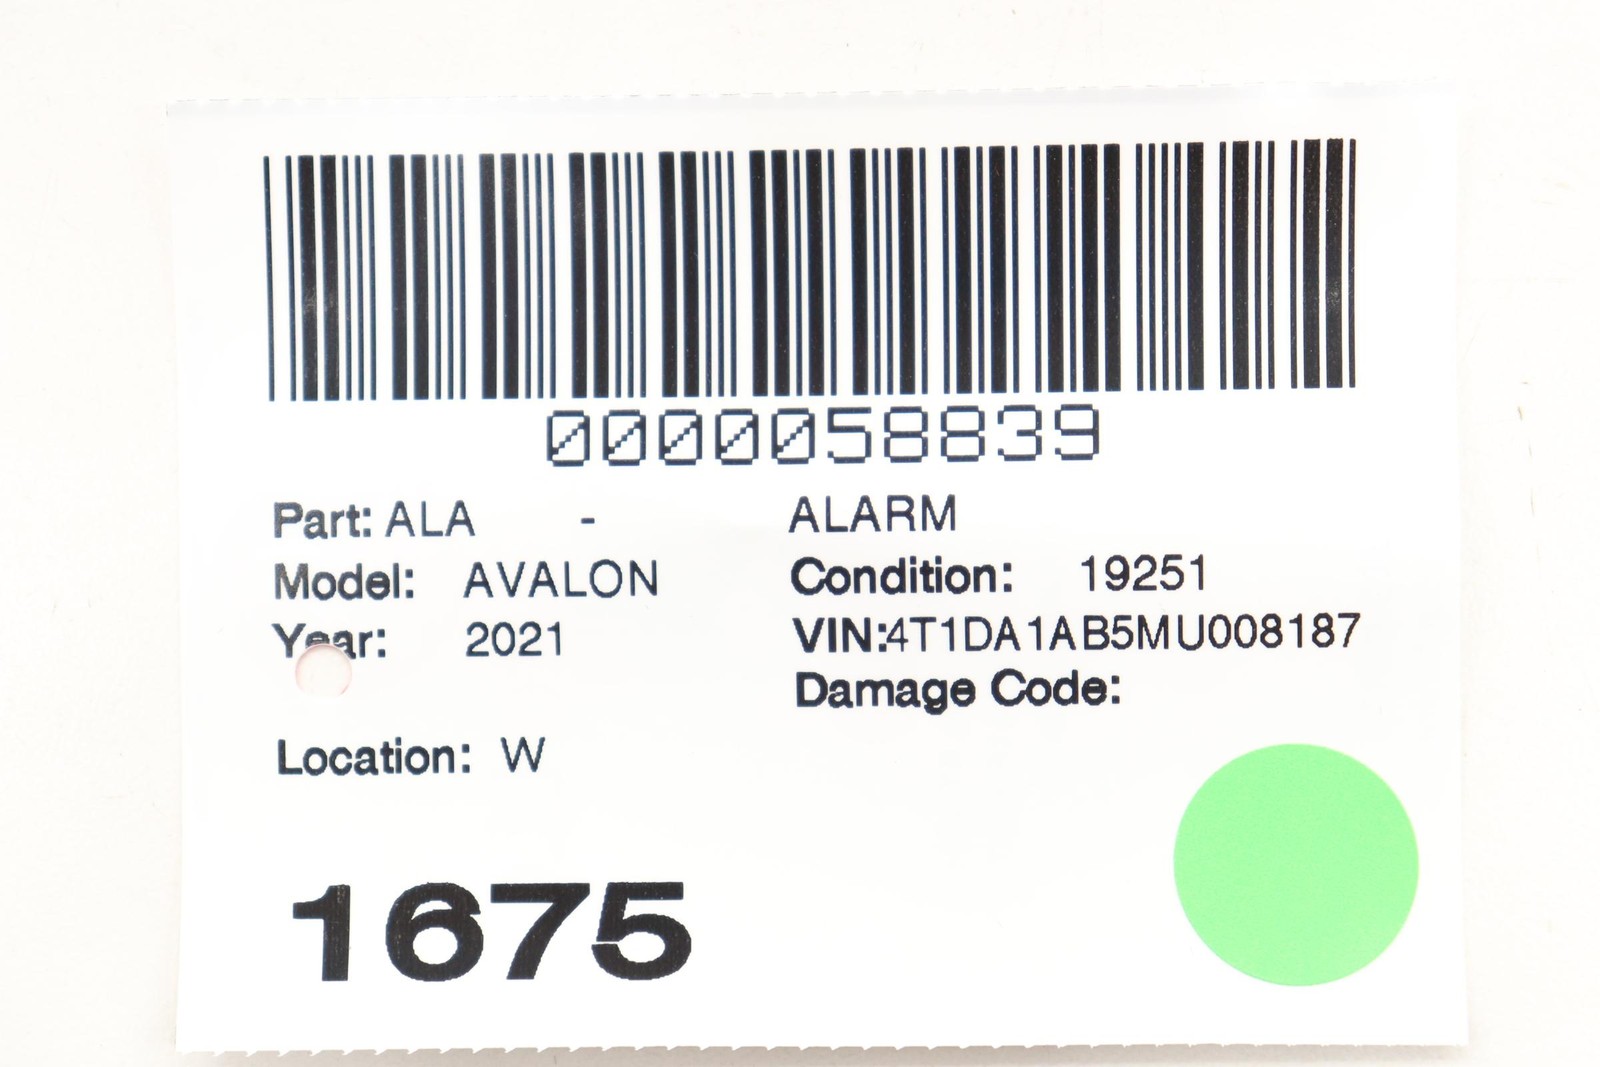 0000058839
Part: ALA - ALARM
Model: AVALON Condition: 19251
Year: 2021 VIN:4T1DA1AB5MU008187
Damage Code:
Location: W
1675